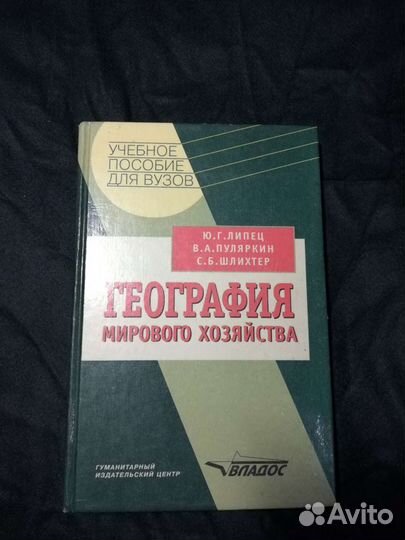 УЧЕБНОЕ
ПОСОБИЕ
ДЛЯ ВУЗОВ
Ю.Г.ЛИПЕЦ
В.А.ПУЛЯРКИН
С.Б.ШЛИХТЕР
ГЕОГРАФИЯ
МИРОВОГО ХОЗЯЙСТВА
ГУМАНИТАРНЫЙ
ИЗДАТЕЛЬСКИЙ ЦЕНТР
ВЛАДОС
Avito